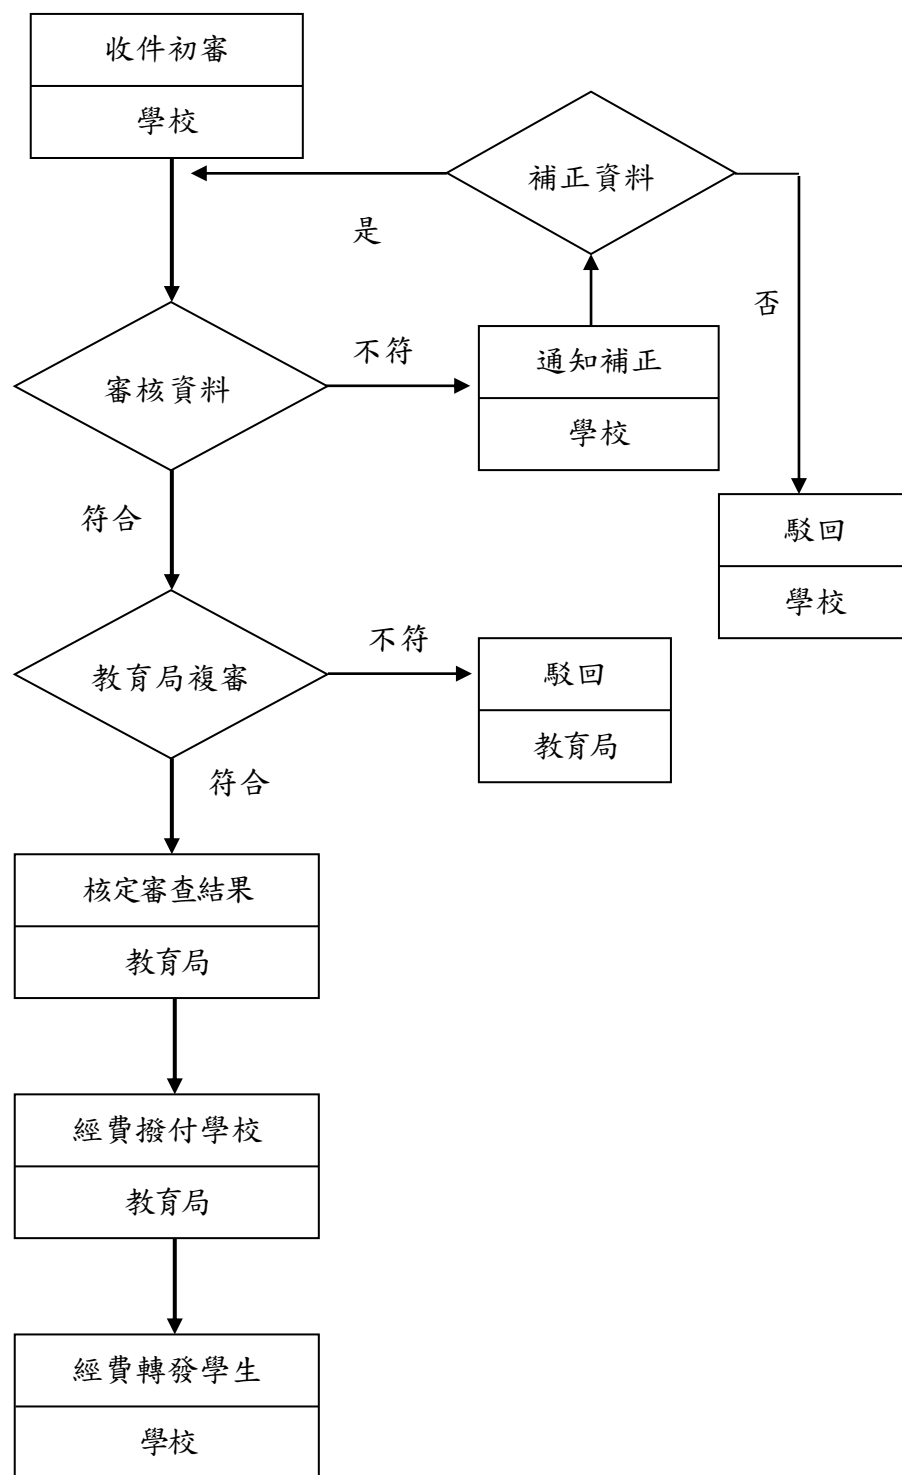 收件初審
學校
補正資料
是
否
不符
通知補正
學校
審核資料
符合
駁回
學校
不符
教育局複審
駁回
教育局
符合
核定審查結果
教育局
經費撥付學校
教育局
經費轉發學生
學校